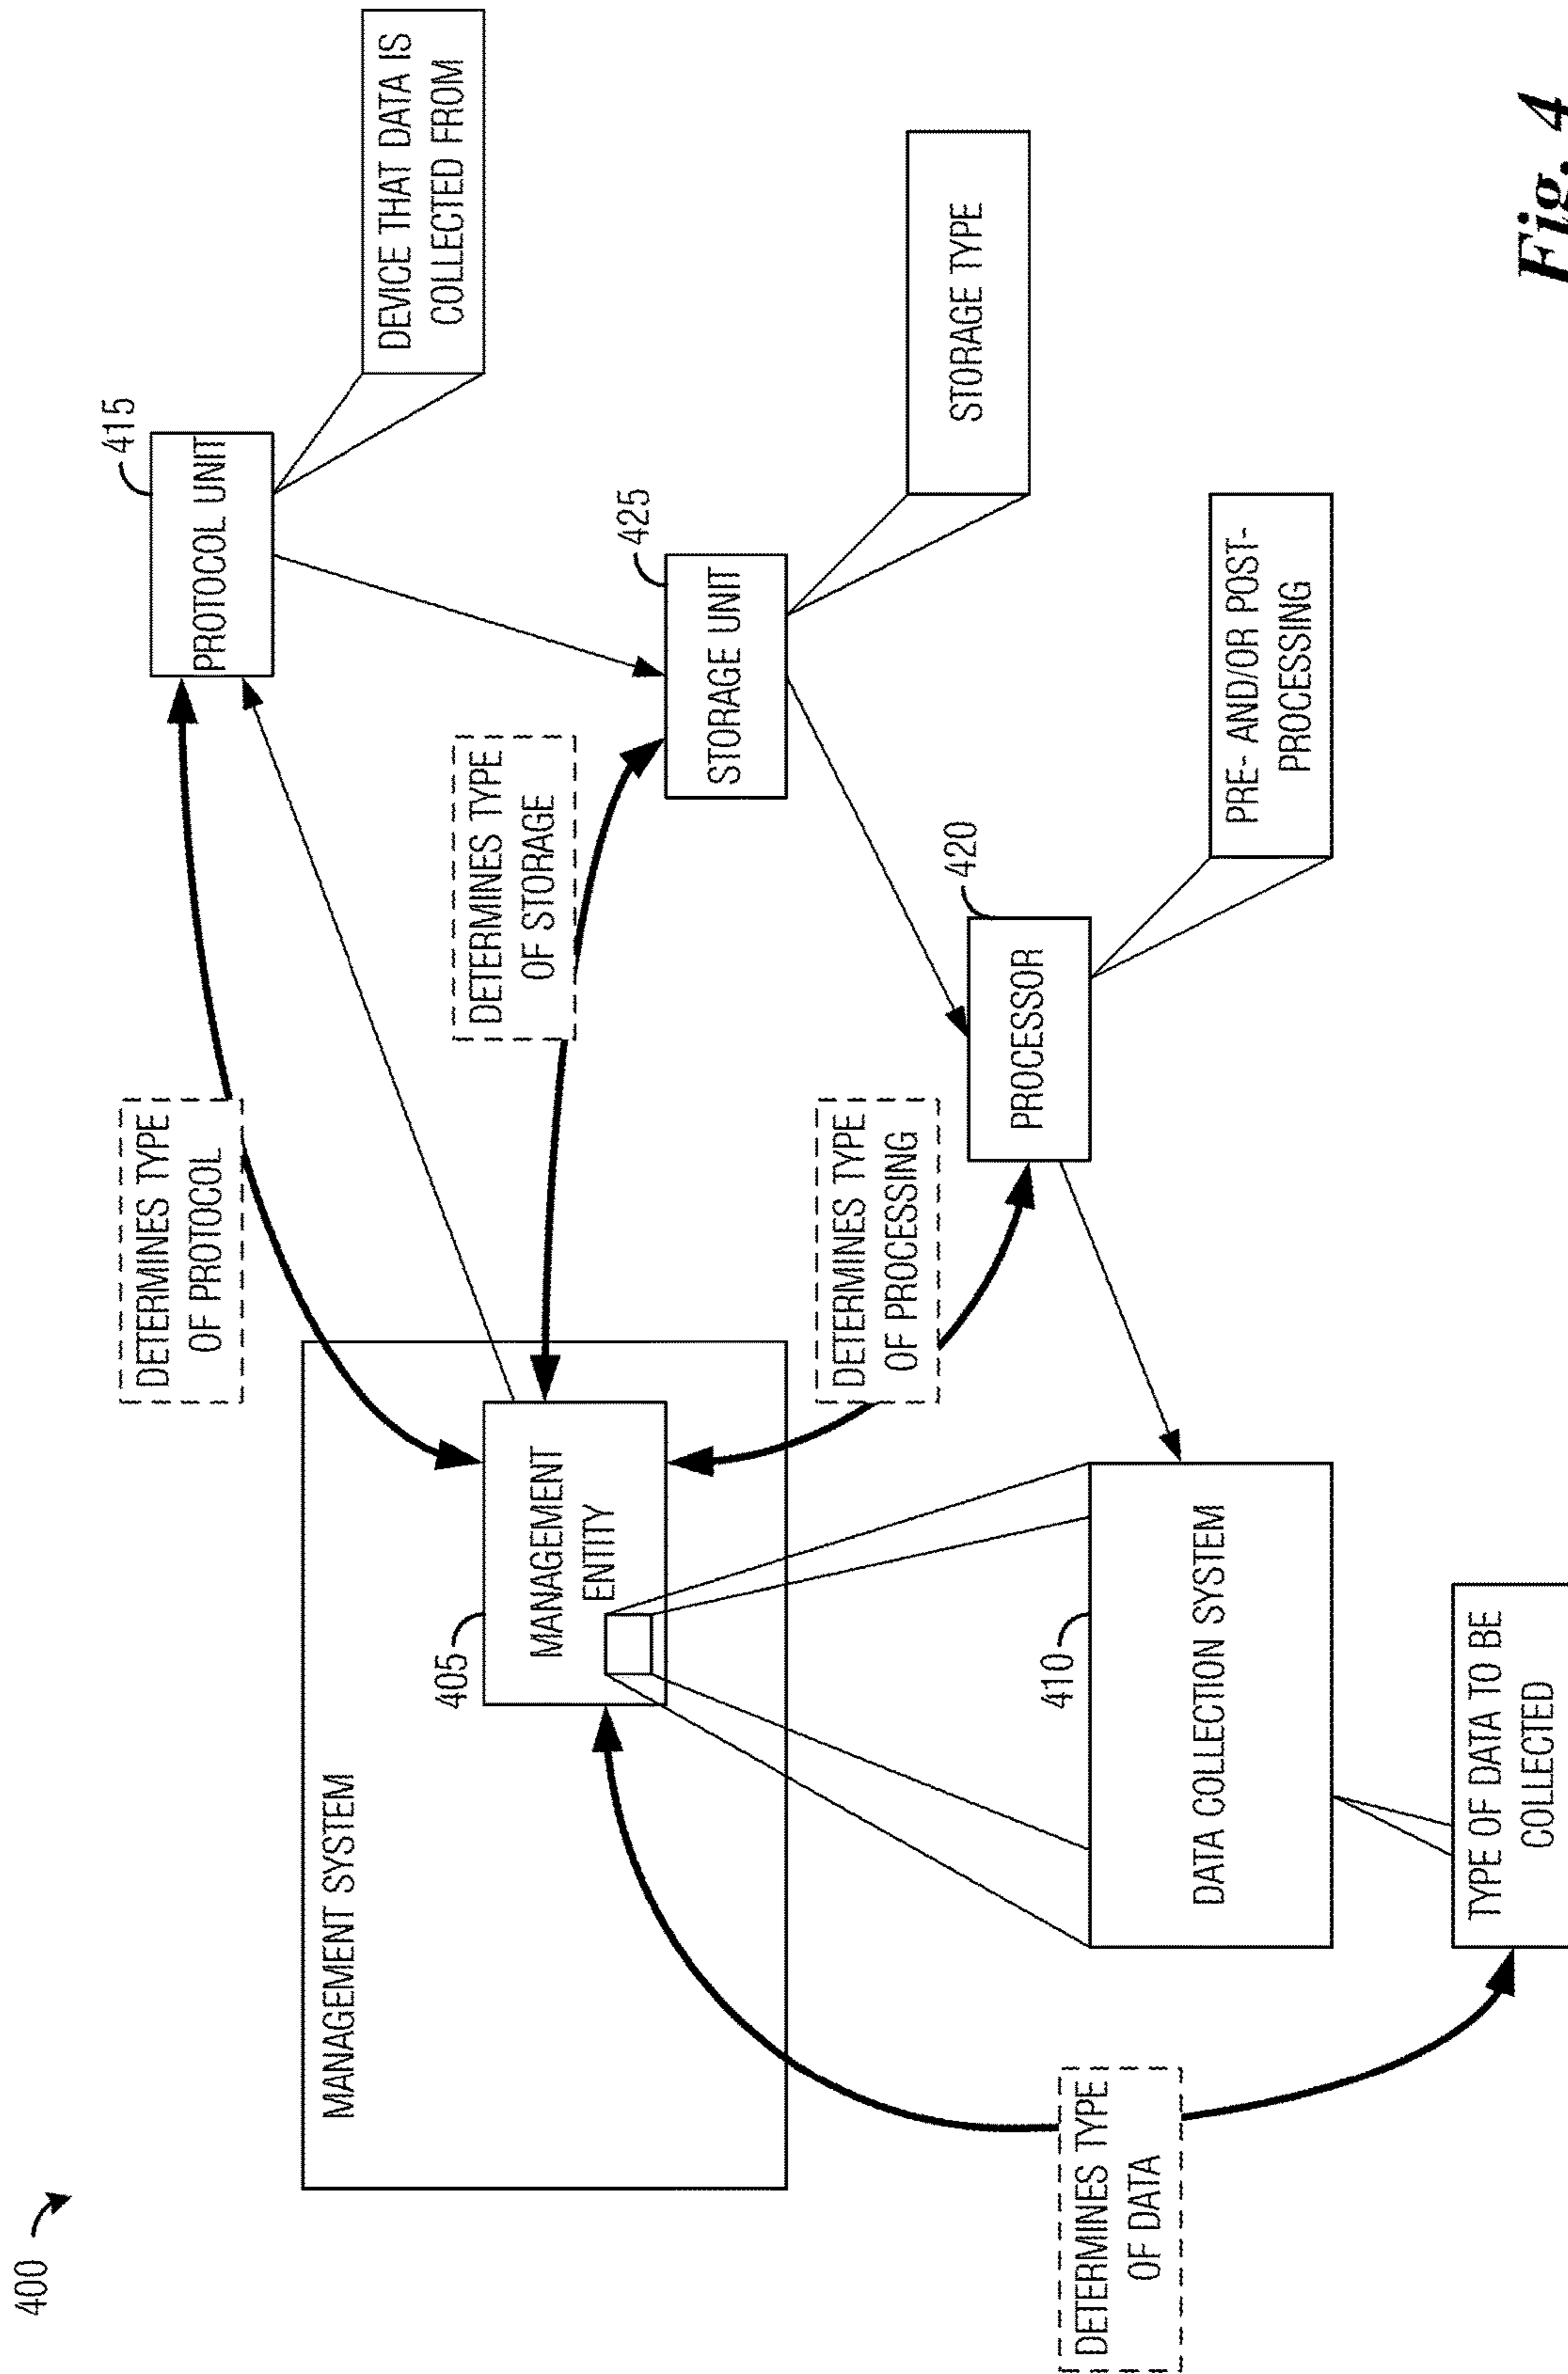 400
MANAGEMENT SYSTEM
405
MANAGEMENT
ENTITY
DETERMINES TYPE
OF PROTOCOL
415
PROTOCOL UNIT
DEVICE THAT DATA IS
COLLECTED FROM
DETERMINES TYPE
OF STORAGE
425
STORAGE UNIT
STORAGE TYPE
DETERMINES TYPE
OF PROCESSING
420
PROCESSOR
PRE- AND/OR POST-
PROCESSING
410
DATA COLLECTION SYSTEM
DETERMINES TYPE
OF DATA
TYPE OF DATA TO BE
COLLECTED
Fig. 4